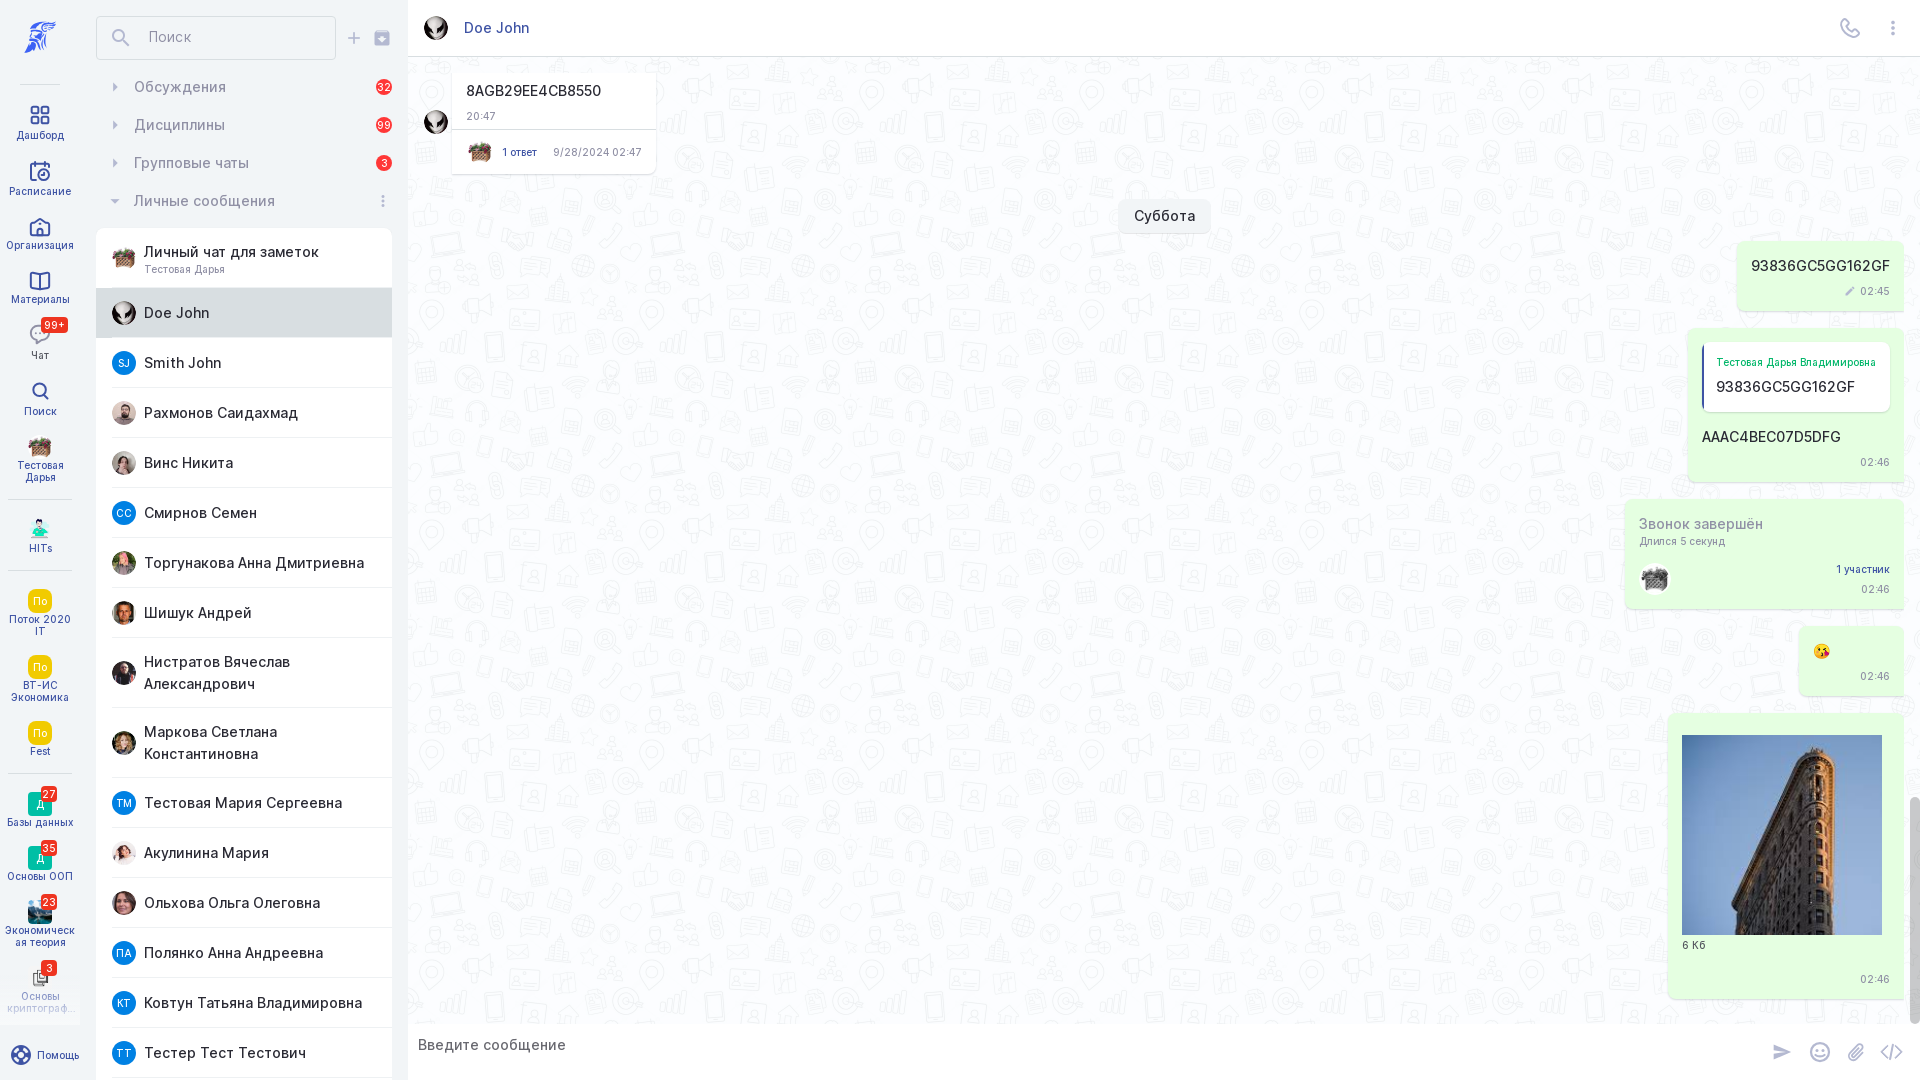 Дашборд
Расписание
Организация
Материалы
99+
Чат
Поиск
Тестовая
Дарья
HITs
По
Поток 2020
IT
По
ВТ-ИС
Экономика
По
Fest
27
Д
Базы данных
35
Д
Основы ООП
23
Экономическ
ая теория
3
Основы
криптограф...
Помощь
Поиск
Обсуждения
32
Дисциплины
99
Групповые чаты
3
Личные сообщения
Личный чат для заметок
Тестовая Дарья
Doe John
SJ
Smith John
Рахмонов Саидахмад
Винс Никита
СС
Смирнов Семен
Торгунакова Анна Дмитриевна
Шишук Андрей
Нистратов Вячеслав
Александрович
Маркова Светлана
Константиновна
ТМ
Тестовая Мария Сергеевна
Акулинина Мария
Ольхова Ольга Олеговна
ПА
Полянко Анна Андреевна
КТ
Ковтун Татьяна Владимировна
ТТ
Тестер Тест Тестович
Doe John
8AGB29EE4CB8550
20:47
1 ответ
9/28/2024 02:47
Суббота
93836GC5GG162GF
02:45
Тестовая Дарья Владимировна
93836GC5GG162GF
AAAC4BEC07D5DFG
02:46
Звонок завершён
Длился 5 секунд
1 участник
02:46
02:46
6 Кб
02:46
Введите сообщение